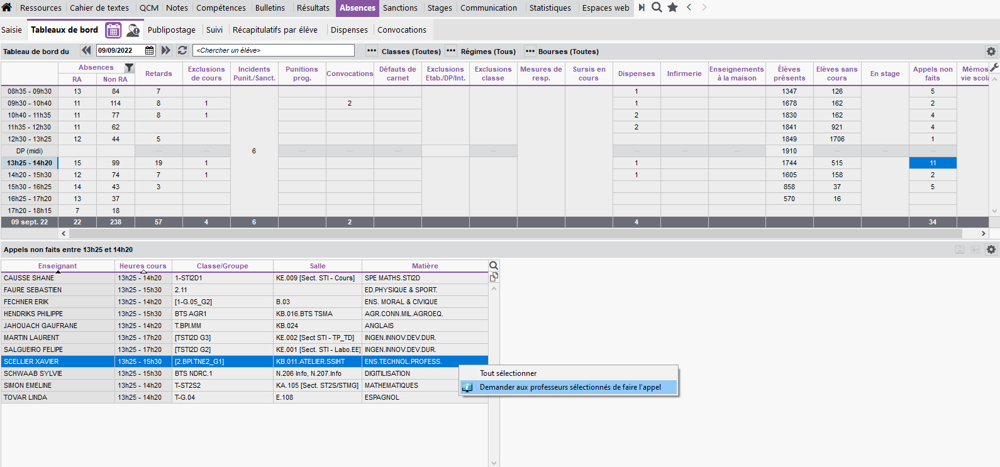 Ressources Cahier de textes QCM Notes Compétences Bulletins Résultats Absences Sanctions Stages Communication Statistiques Espaces web
Saisie Tableaux de bord Publipostage Suivi Récapitulatifs par élève Dispenses Convocations
Tableau de bord du 09/09/2022 <Chercher un élève> Classes (Toutes) Régimes (Tous) Bourses (Toutes)
Absences Retards Exclusions de cours Incidents Punit./Sanct. Punitions prog. Convocations Défauts de carnet Exclusions Etab./DP/Int. Exclusions classe Mesures de resp. Sursis en cours Dispenses Infirmerie Enseignements à la maison Élèves présents Elèves sans cours En stage Appels non faits Mémos vie scola
RA Non RA
08h35 - 09h30 13 84 7 1 1347 126 5
09h30 - 10h40 11 114 8 1 2 1 1678 162 2
10h40 - 11h35 11 77 8 1 2 1830 162 4
11h35 - 12h30 11 62 2 1841 921 4
12h30 - 13h25 12 44 5 1849 1706 1
DP (midi) — — 6 — — — — — — — 1910 — — —
13h25 - 14h20 15 99 19 1 1 1744 515 11
14h20 - 15h30 12 74 7 1 1 1605 158 2
15h30 - 16h25 14 43 3 858 37 5
16h25 - 17h20 13 37 570 16
17h20 - 18h15 7 18
09 sept. 22 22 238 57 4 6 2 4 34
Appels non faits entre 13h25 et 14h20
Enseignant Heures cours Classe/Groupe Salle Matière
CAUSSE SHANE 13h25 - 14h20 1-STI2D1 KE.009 [Sect. STI - Cours] SPE MATHS.STI2D
FAURE SEBASTIEN 13h25 - 15h30 2.11 ED.PHYSIQUE & SPORT.
FECHNER ERIK 13h25 - 14h20 [1-G.05_G2] B.03 ENS. MORAL & CIVIQUE
HENDRIKS PHILIPPE 13h25 - 15h30 BTS AGR1 KB.016.BTS TSMA AGR.CONN.MIL.AGROEQ.
JAHOUACH GAUFRANE 13h25 - 14h20 T.BPI.MM KB.024 ANGLAIS
MARTIN LAURENT 13h25 - 17h20 [TSTI2D G3] KE.002 [Sect STI - TP_TD] INGEN.INNOV.DEV.DUR.
SALGUEIRO FELIPE 13h25 - 17h20 [TSTI2D G2] KE.001 [Sect STI - Labo.EE] INGEN.INNOV.DEV.DUR.
SCELLIER XAVIER 13h25 - 15h30 [2.BPI.TNE2_G1] KB.011.ATELIER.SSIHT ENS.TECHNOL.PROFESS.
SCHWAAB SYLVIE 13h25 - 15h30 BTS NDRC.1 N.206 Info, N.207.Info DIGITILISATION
SIMON EMELINE 13h25 - 14h20 T-ST2S2 KA.105 [Sect. ST2S/STMG] MATHEMATIQUES
TOVAR LINDA 13h25 - 14h20 T-G.04 E.108 ESPAGNOL
Tout sélectionner
Demander aux professeurs sélectionnés de faire l'appel